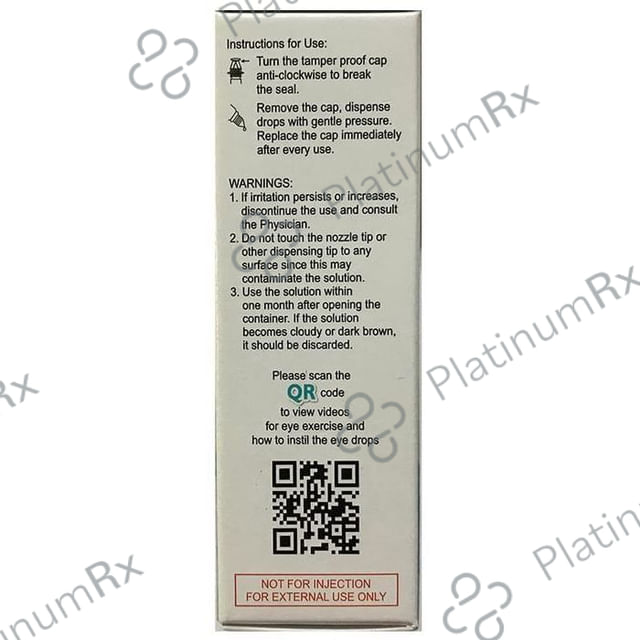 Instructions for Use:
Turn the tamper proof cap
anti-clockwise to break
the seal.
Remove the cap, dispense
drops with gentle pressure.
Replace the cap immediately
after every use.
WARNINGS:
1. If irritation persists or increases,
discontinue the use and consult
the Physician.
2. Do not touch the nozzle tip or
other dispensing tip to any
surface since this may
contaminate the solution.
3. Use the solution within
one month after opening the
container. If the solution
becomes cloudy or dark brown,
it should be discarded.
Please scan the
QR code
to view videos
for eye exercise and
how to instil the eye drops
NOT FOR INJECTION
FOR EXTERNAL USE ONLY
PlatinumRx
PlatinumRx
PlatinumRx
Rx
PlatinumRx
PlatinumRx